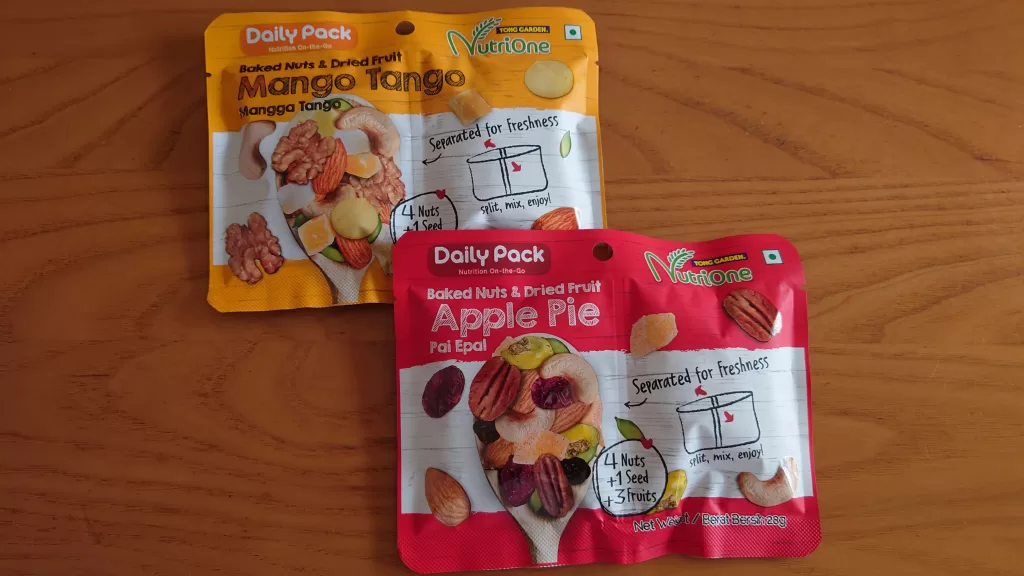 Daily Pack
Nutrition On-the-Go
TONG GARDEN.
NutriOne
Baked Nuts & Dried Fruit
Mango Tango
Mangga Tango
Separated for Freshness
split, mix, enjoy!
4 Nuts
+1 Seed
Daily Pack
Nutrition On-the-Go
TONG GARDEN.
NutriOne
Baked Nuts & Dried Fruit
Apple Pie
Pai Epal
Separated for Freshness
split, mix, enjoy!
4 Nuts
+1 Seed
+3 Fruits
Net / Berat Bersih